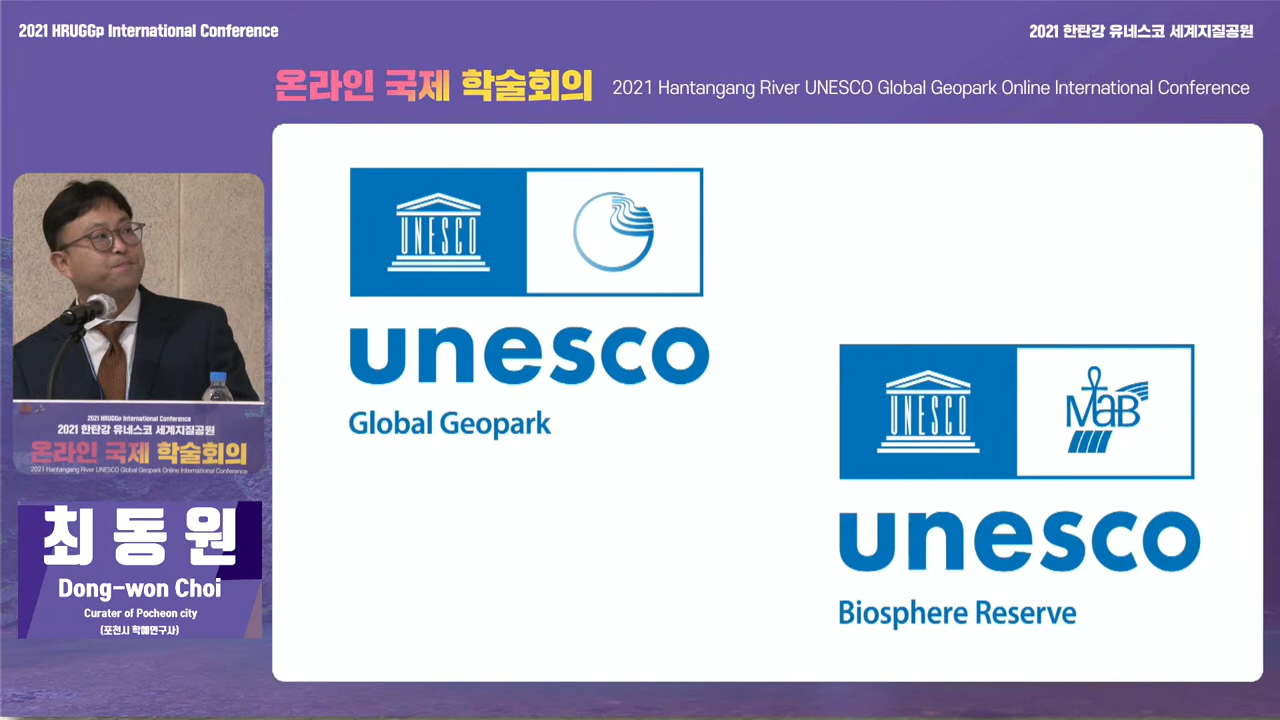 2021 HRUGGp International Conference
2021 한탄강 유네스코 세계지질공원
온라인 국제 학술회의 2021 Hantangang River UNESCO Global Geopark Online International Conference
UNESCO
unesco
Global Geopark
UNESCO
MaB
unesco
Biosphere Reserve
2021 HRUGGp International Conference
2021 한탄강 유네스코 세계지질공원
온라인 국제 학술회의
2021 Hantangang River UNESCO Global Geopark Online International Conference
최동원
Dong-won Choi
Curater of Pocheon city
(포천시 학예연구사)